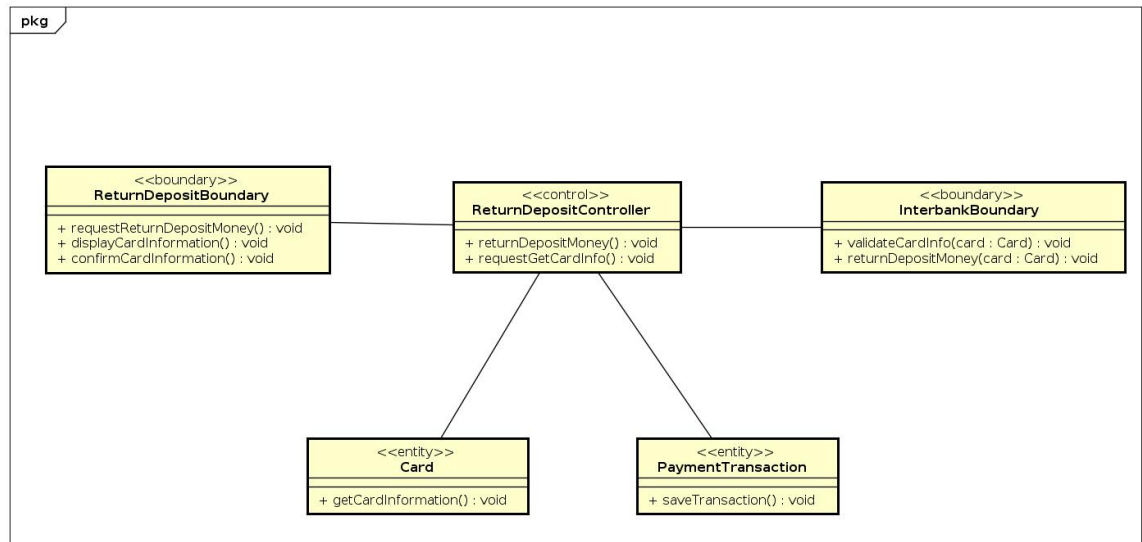 pkg
<<boundary>>
ReturnDepositBoundary
+ requestReturnDepositMoney() : void
+ displayCardInformation() : void
+ confirmCardInformation() : void
<<control>>
ReturnDepositController
+ returnDepositMoney() : void
+ requestGetCardInfo() : void
<<boundary>>
InterbankBoundary
+ validateCardInfo(card : Card) : void
+ returnDepositMoney(card : Card) : void
<<entity>>
Card
+ getCardInformation() : void
<<entity>>
PaymentTransaction
+ saveTransaction() : void